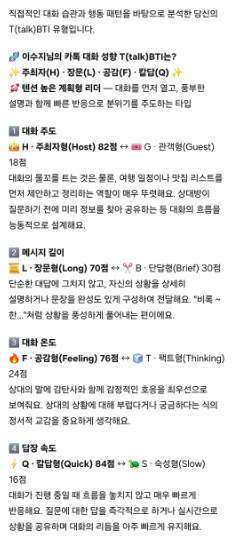 직접적인 대화 습관과 행동 패턴을 바탕으로 분석한 당신의
T(talk)BTI 유형입니다.
🧬 이수지님의 카톡 대화 성향 T(talk)BTI는?
✨ 주최자(H) · 장문(L) · 공감(F) · 칼답(Q) ✨
🚀 텐션 높은 계획형 리더 — 대화를 먼저 열고, 풍부한
설명과 함께 빠른 반응으로 분위기를 주도하는 타입
1️⃣ 대화 주도
👑 H · 주최자형(Host) 82점 ↔ 🎟️ G · 관객형(Guest)
18점
대화의 물꼬를 트는 것은 물론, 여행 일정이나 맛집 리스트를
먼저 제안하고 정리하는 역할이 매우 뚜렷해요. 상대방이
질문하기 전에 미리 정보를 찾아 공유하는 등 대화의 흐름을
능동적으로 설계해요.
2️⃣ 메시지 길이
📜 L · 장문형(Long) 70점 ↔ ✂️ B · 단답형(Brief) 30점
단순한 대답에 그치지 않고, 자신의 상황을 상세히
설명하거나 문장을 완성도 있게 구성하여 전달해요. "비록 ~
한..."처럼 상황을 풍성하게 풀어내는 편이에요.
3️⃣ 대화 온도
🔥 F · 공감형(Feeling) 76점 ↔ 🧊 T · 팩트형(Thinking)
24점
상대의 말에 감탄사와 함께 감정적인 호응을 최우선으로
보여줘요. 상대의 상황에 대해 부럽다거나 궁금하다는 식의
정서적 교감을 중요하게 생각해요.
4️⃣ 답장 속도
⚡ Q · 칼답형(Quick) 84점 ↔ 🐢 S · 숙성형(Slow)
16점
대화가 진행 중일 때 흐름을 놓치지 않고 매우 빠르게
반응해요. 질문에 대한 답을 즉각적으로 하거나 실시간으로
상황을 공유하며 대화의 리듬을 아주 빠르게 유지해요.